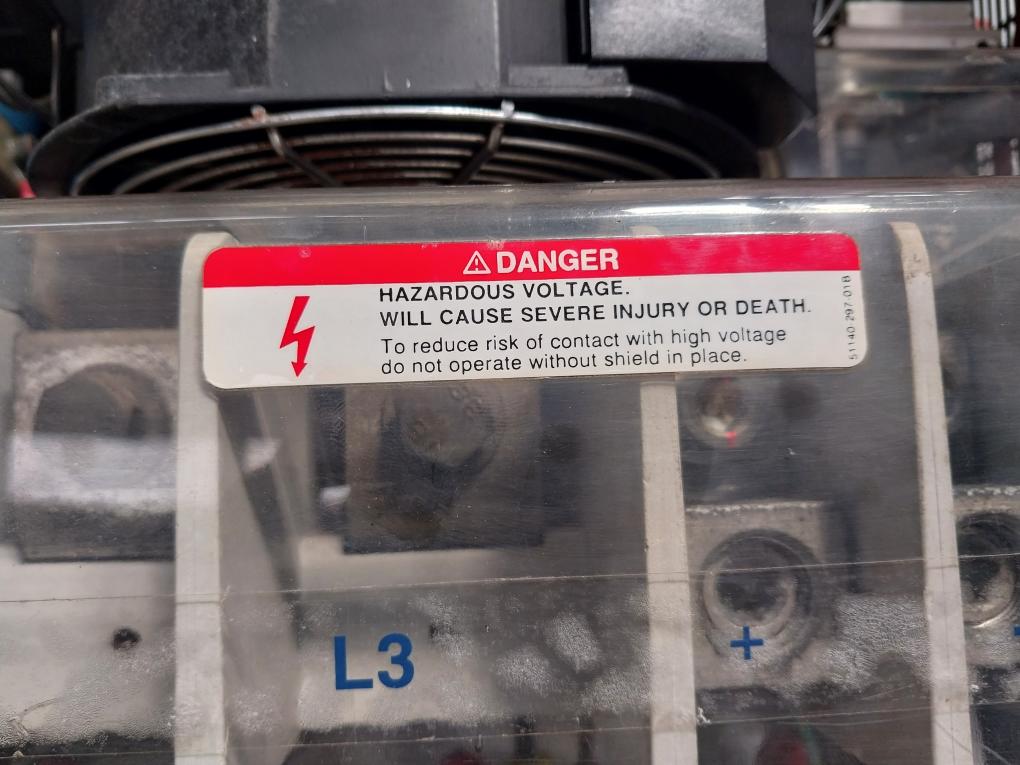 DANGER
HAZARDOUS VOLTAGE.
WILL CAUSE SEVERE INJURY OR DEATH.
To reduce risk of contact with high voltage
do not operate without shield in place.
51140-297-01B
L3
+